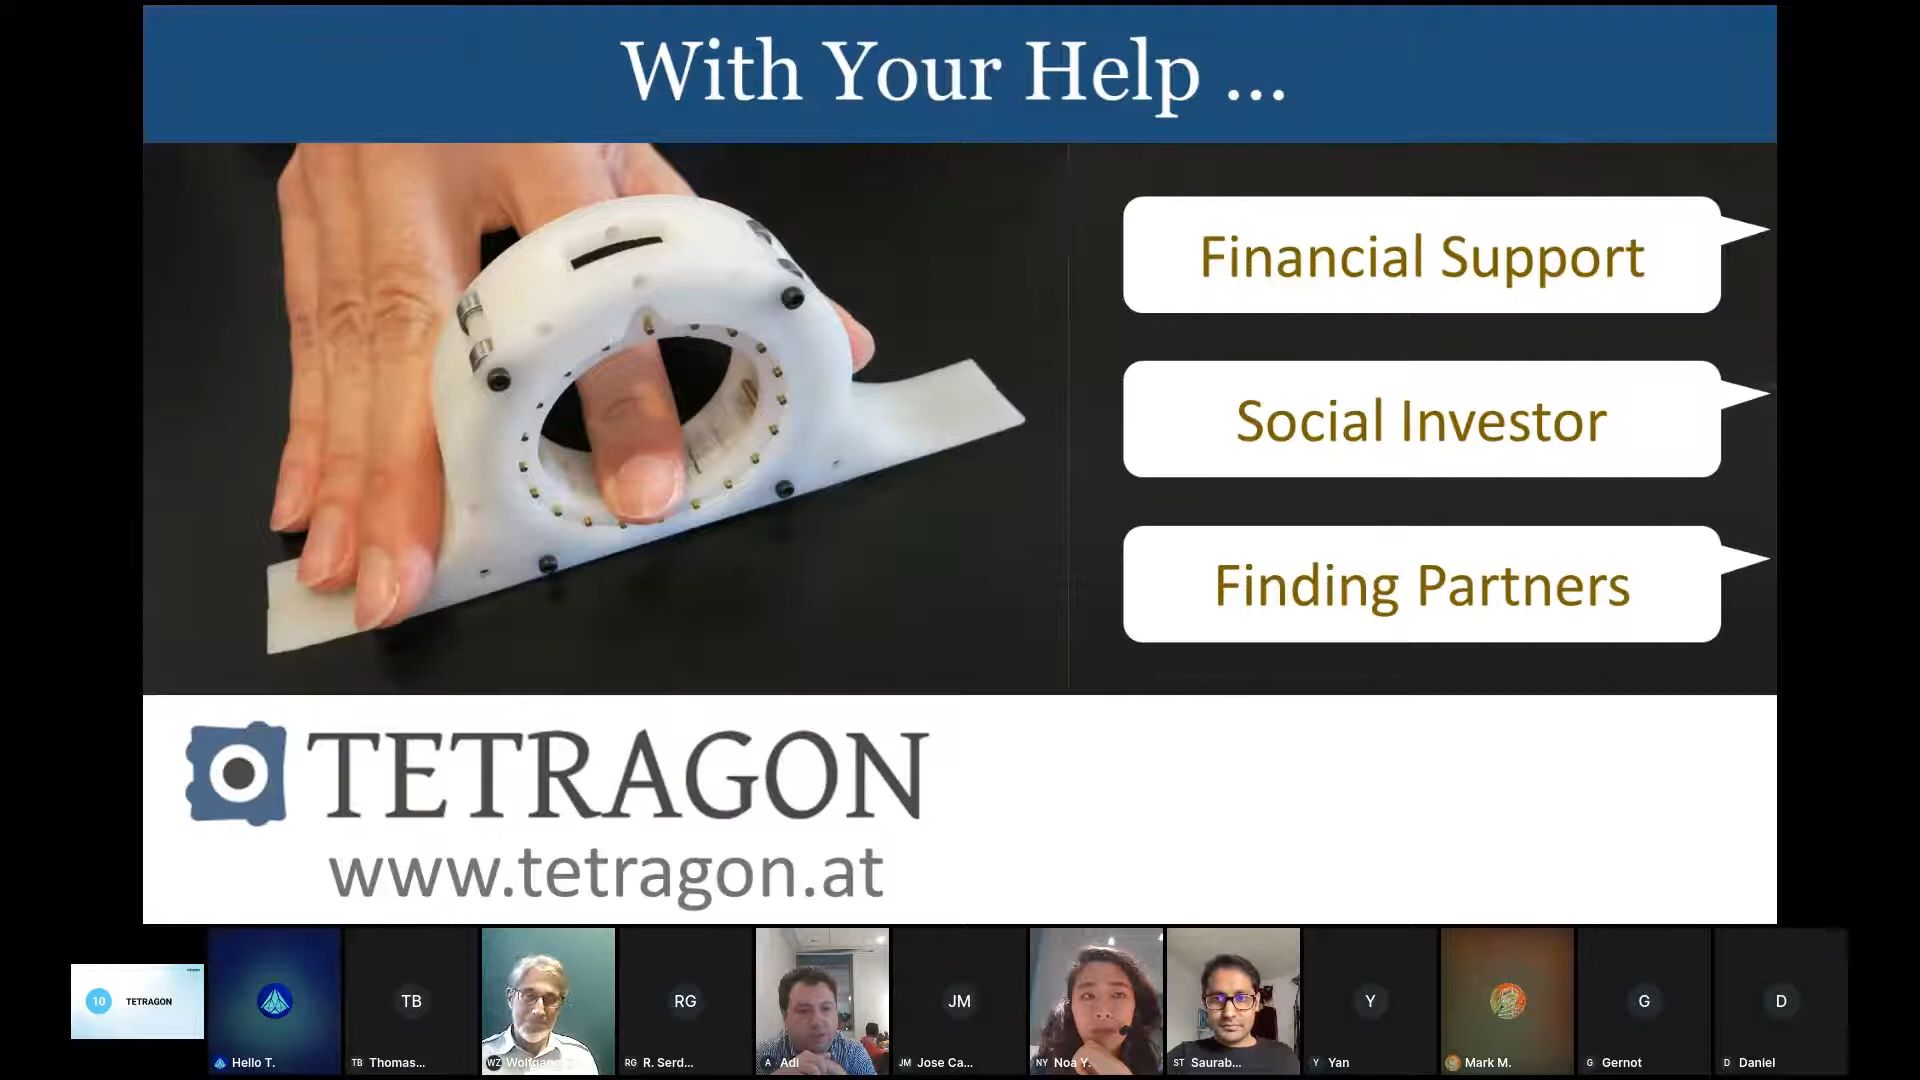 With Your Help ...
Financial Support
Social Investor
Finding Partners
TETRAGON
www.tetragon.at
10 TETRAGON
Hello T.
TB
TB Thomas...
WZ Wolfgan
RG
RG R. Serd...
A Adi
JM
JM Jose Ca...
NY Noa Y.
ST Saurab...
Y
Y Yan
Mark M.
G
G Gernot
D
D Daniel